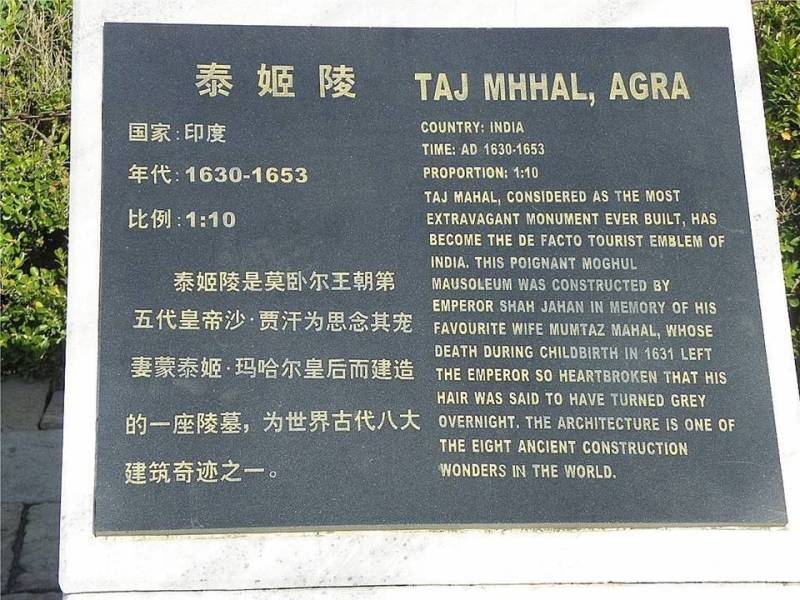 泰姬陵
国家:印度
年代:1630-1653
比例:1:10
泰姬陵是莫卧尔王朝第
五代皇帝沙·贾汗为思念其宠
妻蒙泰姬·玛哈尔皇后而建造
的一座陵墓，为世界古代八大
建筑奇迹之一。
TAJ MHHAL, AGRA
COUNTRY: INDIA
TIME: AD 1630-1653
PROPORTION: 1:10
TAJ MAHAL, CONSIDERED AS THE MOST
EXTRAVAGANT MONUMENT EVER BUILT, HAS
BECOME THE DE FACTO TOURIST EMBLEM OF
INDIA. THIS POIGNANT MOGHUL
MAUSOLEUM WAS CONSTRUCTED BY
EMPEROR SHAH JAHAN IN MEMORY OF HIS
FAVOURITE WIFE MUMTAZ MAHAL, WHOSE
DEATH DURING CHILDBIRTH IN 1631 LEFT
THE EMPEROR SO HEARTBROKEN THAT HIS
HAIR WAS SAID TO HAVE TURNED GREY
OVERNIGHT. THE ARCHITECTURE IS ONE OF
THE EIGHT ANCIENT CONSTRUCTION
WONDERS IN THE WORLD.